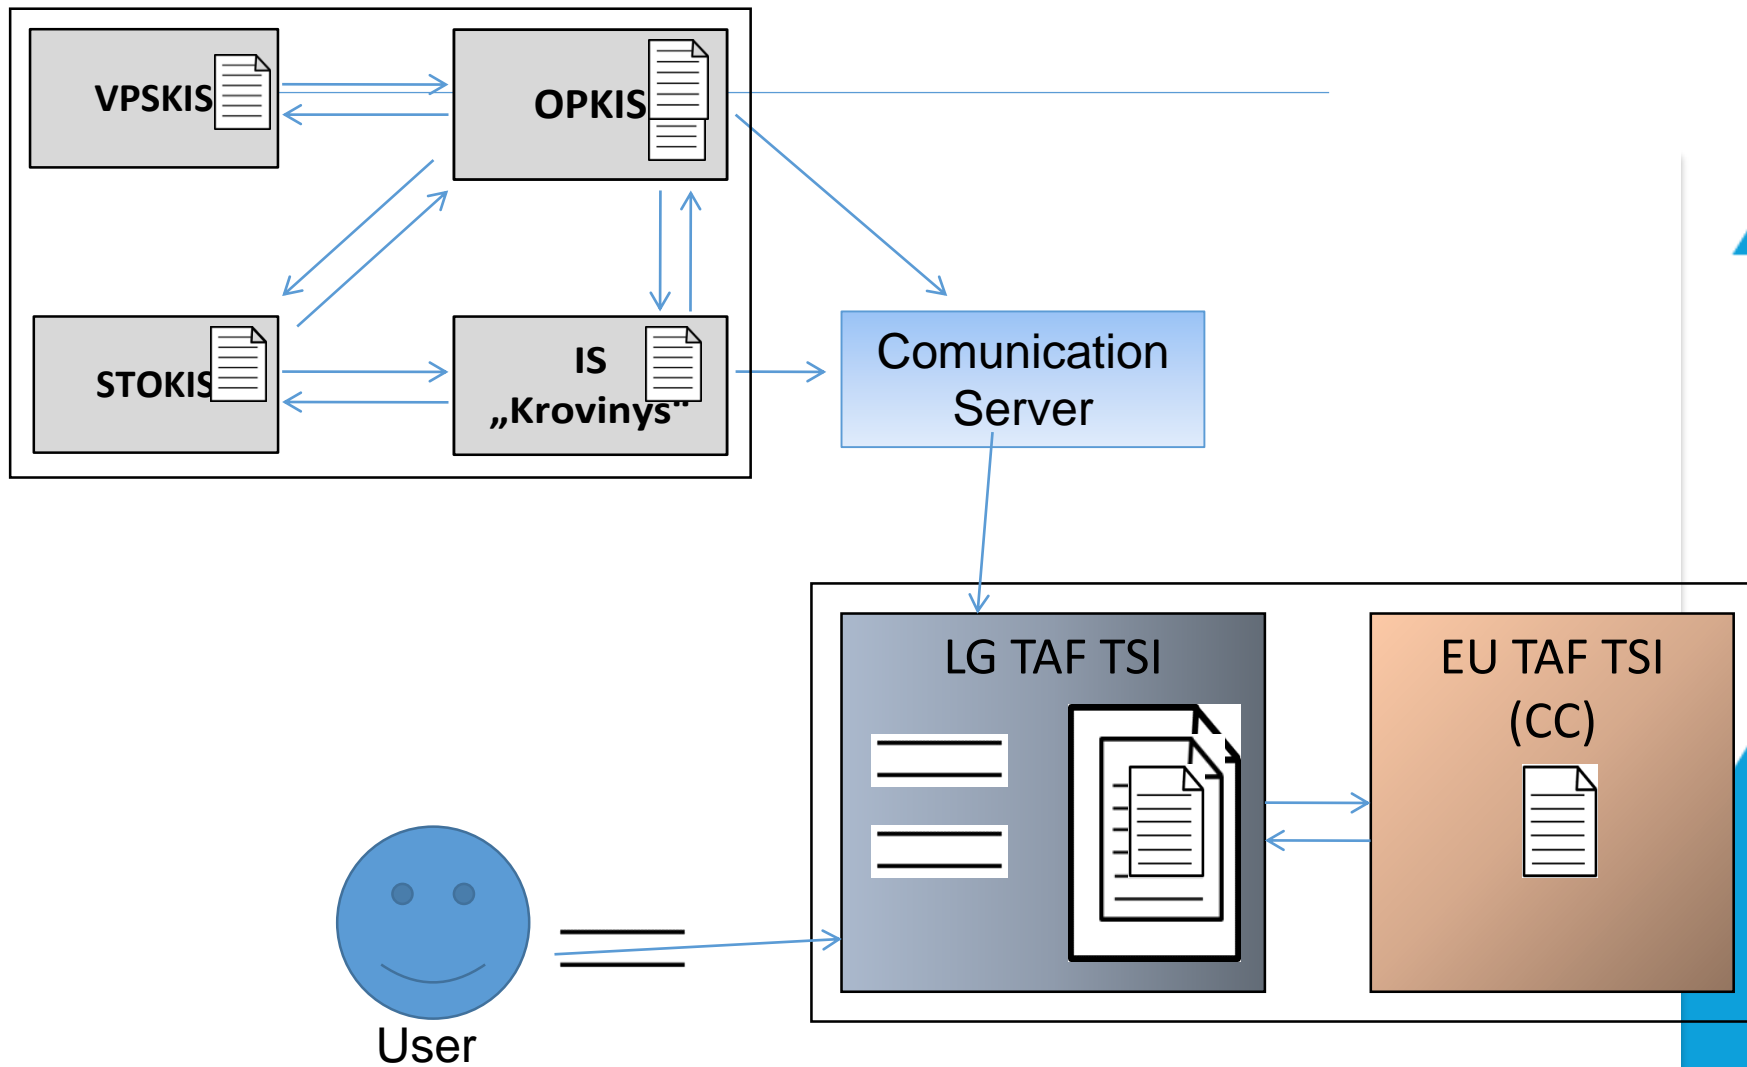 VPSKIS
OPKIS
STOKIS
IS
„Krovinys“
Comunication
Server
LG TAF TSI
EU TAF TSI
(CC)
User